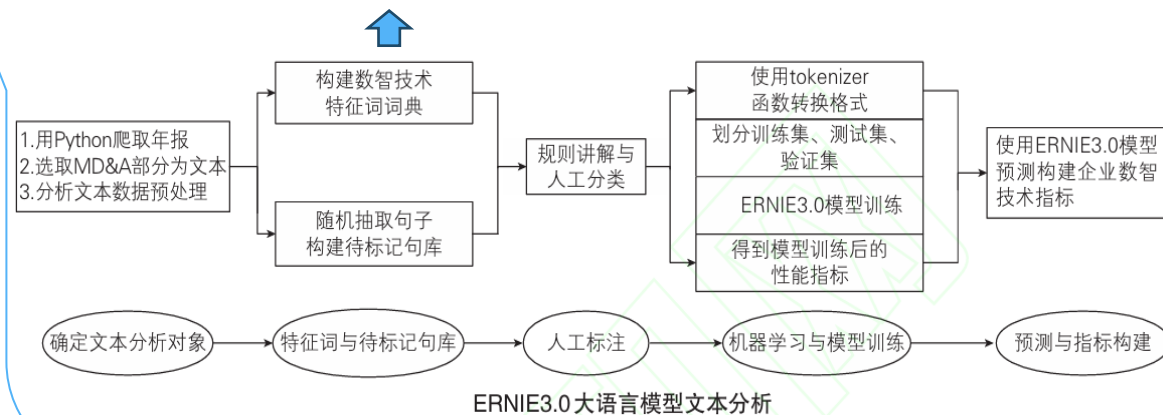 1.用Python爬取年报
2.选取MD&A部分为文本
3.分析文本数据预处理
构建数智技术
特征词词典
随机抽取句子
构建待标记句库
规则讲解与
人工分类
使用tokenizer
函数转换格式
划分训练集、测试集、
验证集
ERNIE3.0模型训练
得到模型训练后的
性能指标
使用ERNIE3.0模型
预测构建企业数智
技术指标
确定文本分析对象
特征词与待标记句库
人工标注
机器学习与模型训练
预测与指标构建
ERNIE3.0大语言模型文本分析